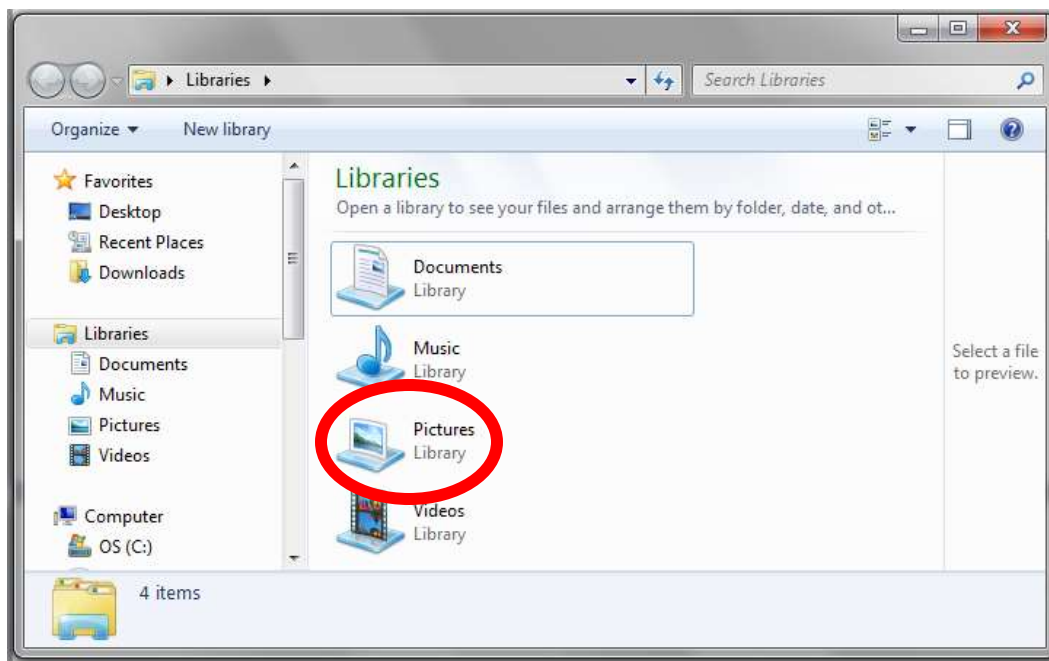 Libraries
Search Libraries
Organize
New library
Favorites
Desktop
Recent Places
Downloads
Libraries
Documents
Music
Pictures
Videos
Computer
OS (C:)
Libraries
Open a library to see your files and arrange them by folder, date, and ot...
Documents
Library
Music
Library
Pictures
Library
Videos
Library
Select a file
to preview.
4 items